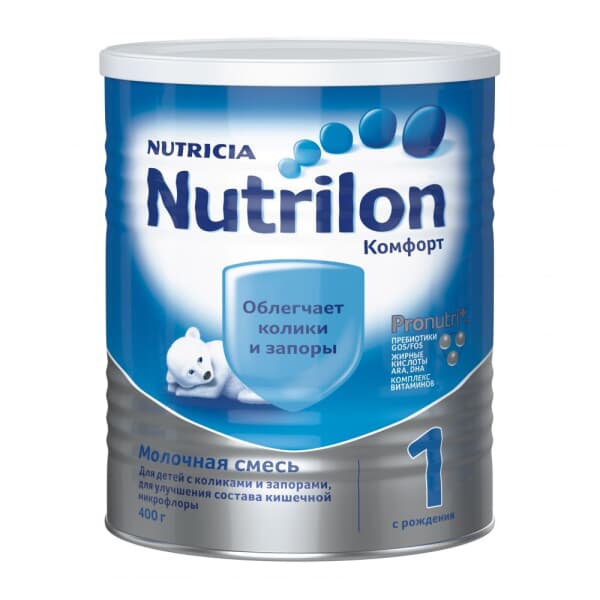 NUTRICIA
Nutrilon
Комфорт
Облегчает
колики
и запоры
Pronutri+
ПРЕБИОТИКИ
GOS/FOS
ЖИРНЫЕ
КИСЛОТЫ
ARA, DHA
КОМПЛЕКС
ВИТАМИНОВ
Молочная смесь
Для детей с коликами и запорами,
для улучшения состава кишечной
микрофлоры
400 г
1
с рождения